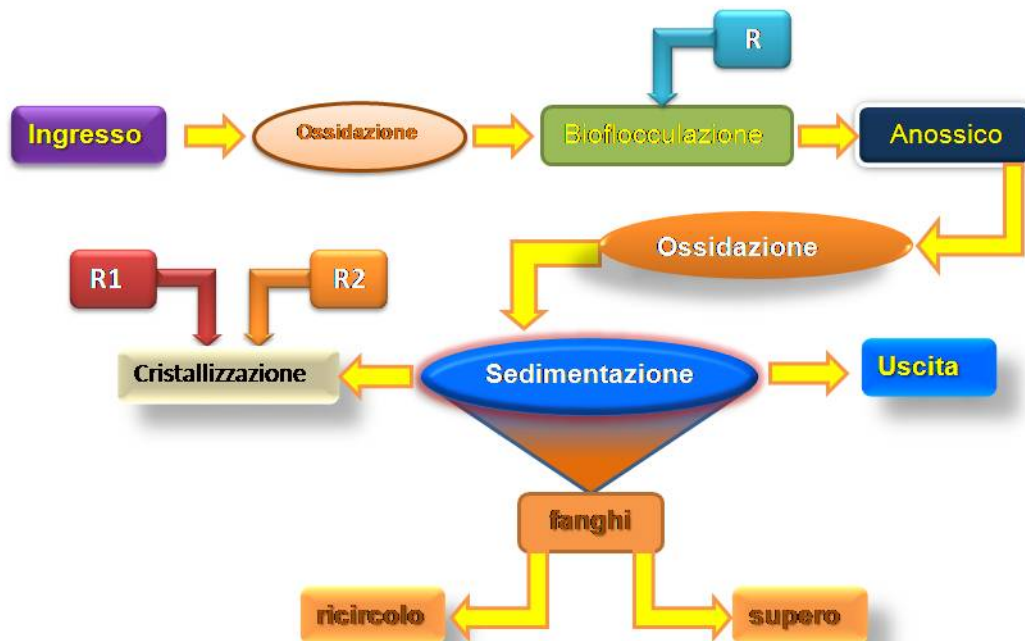 R
Ingresso
Ossidazione
Bioflocculazione
Anossico
Ossidazione
R1
R2
Cristallizzazione
Sedimentazione
Uscita
fanghi
ricircolo
supero